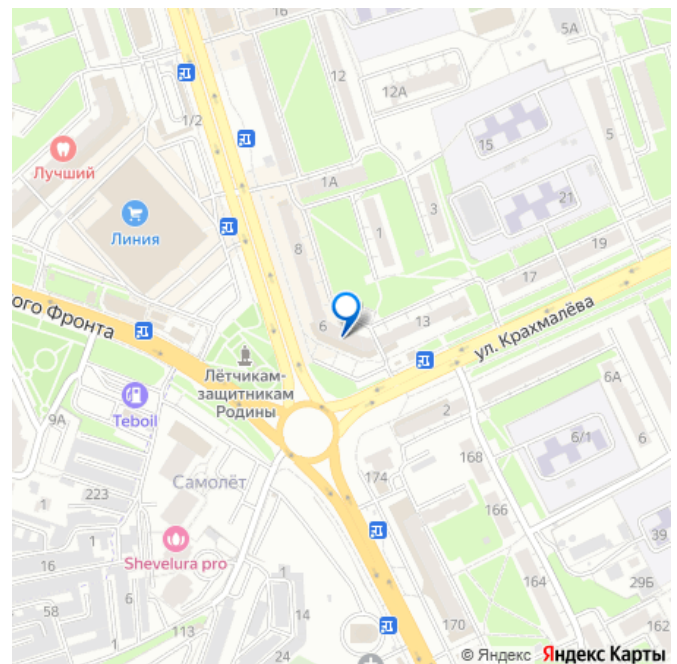 16
5А
12
12А
5
1/2
15
Лучший
1А
21
3
Линия
8
1
19
17
ого Фронта
6
13
ул. Крахмалёва
Лётчикам-
защитникам
Родины
6А
9А
Teboil
2
6/1
6
174
168
Самолёт
223
166
1
39
Shevelura pro
16
1
164
29Б
58
6
14
113
170
162
24
© Яндекс Яндекс Карты